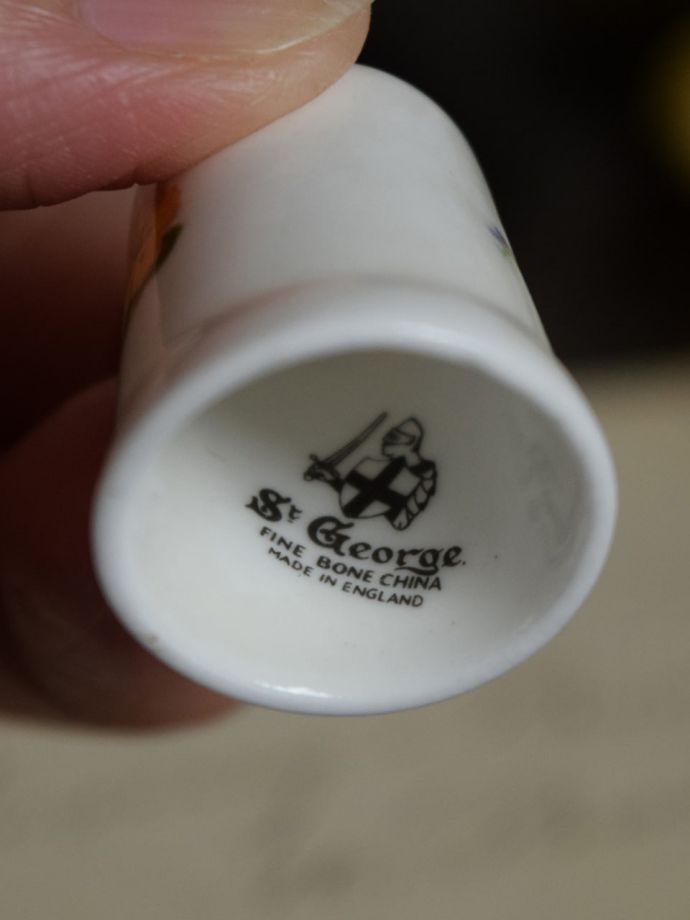 St George.
FINE BONE CHINA
MADE IN ENGLAND